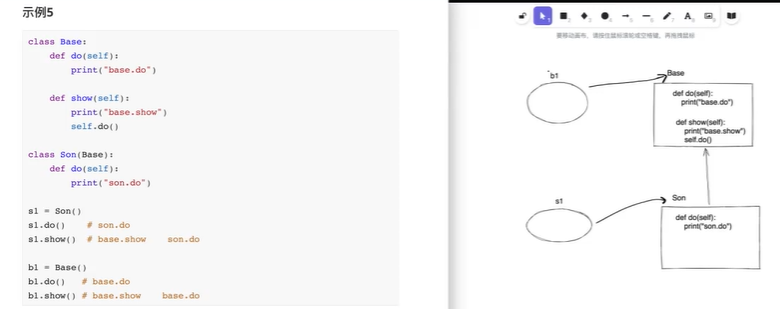 示例5
class Base:
    def do(self):
        print("base.do")
    def show(self):
        print("base.show")
        self.do()
class Son(Base):
    def do(self):
        print("son.do")
s1 = Son()
s1.do()    # son.do
s1.show()  # base.show    son.do
b1 = Base()
b1.do()   # base.do
b1.show() # base.show    base.do
要移动画布，请按住鼠标滚轮或空格键，再拖拽鼠标
b1
Base
def do(self):
    print("base.do")
def show(self):
    print("base.show")
    self.do()
s1
Son
def do(self):
    print("son.do")